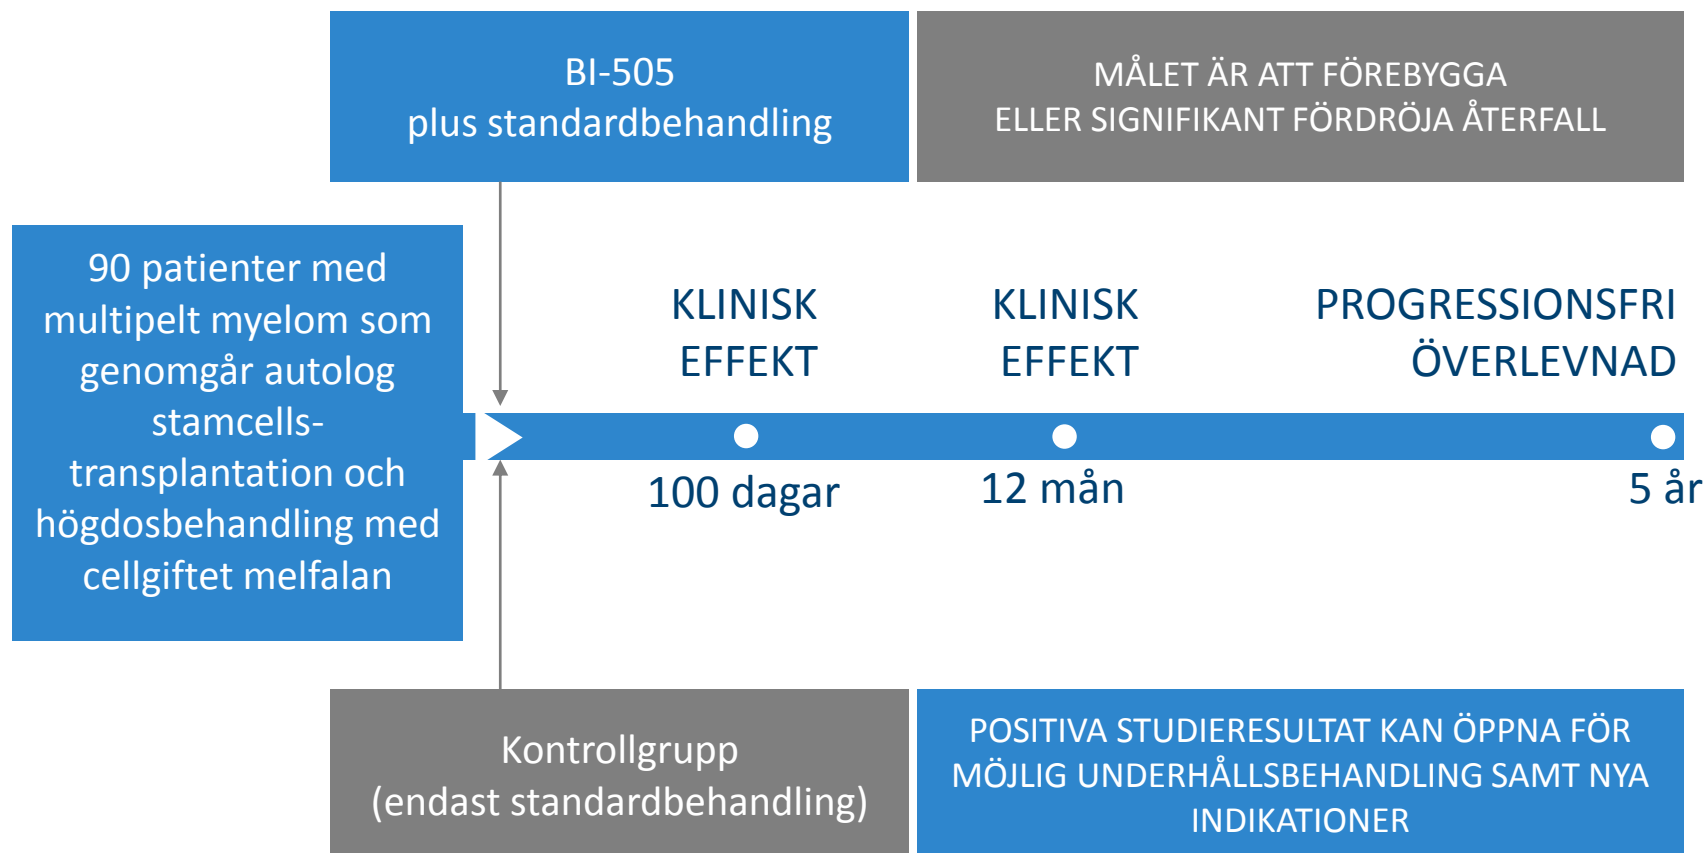 BI-505
plus standardbehandling
MÅLET ÄR ATT FÖREBYGGA
ELLER SIGNIFIKANT FÖRDRÖJA ÅTERFALL
90 patienter med
multipelt myelom som
genomgår autolog
stamcells-
transplantation och
högdosbehandling med
cellgiftet melfalan
KLINISK
EFFEKT
100 dagar
KLINISK
EFFEKT
12 mån
PROGRESSIONSFRI
ÖVERLEVNAD
5 år
Kontrollgrupp
(endast standardbehandling)
POSITIVA STUDIERESULTAT KAN ÖPPNA FÖR
MÖJLIG UNDERHÅLLSBEHANDLING SAMT NYA
INDIKATIONER